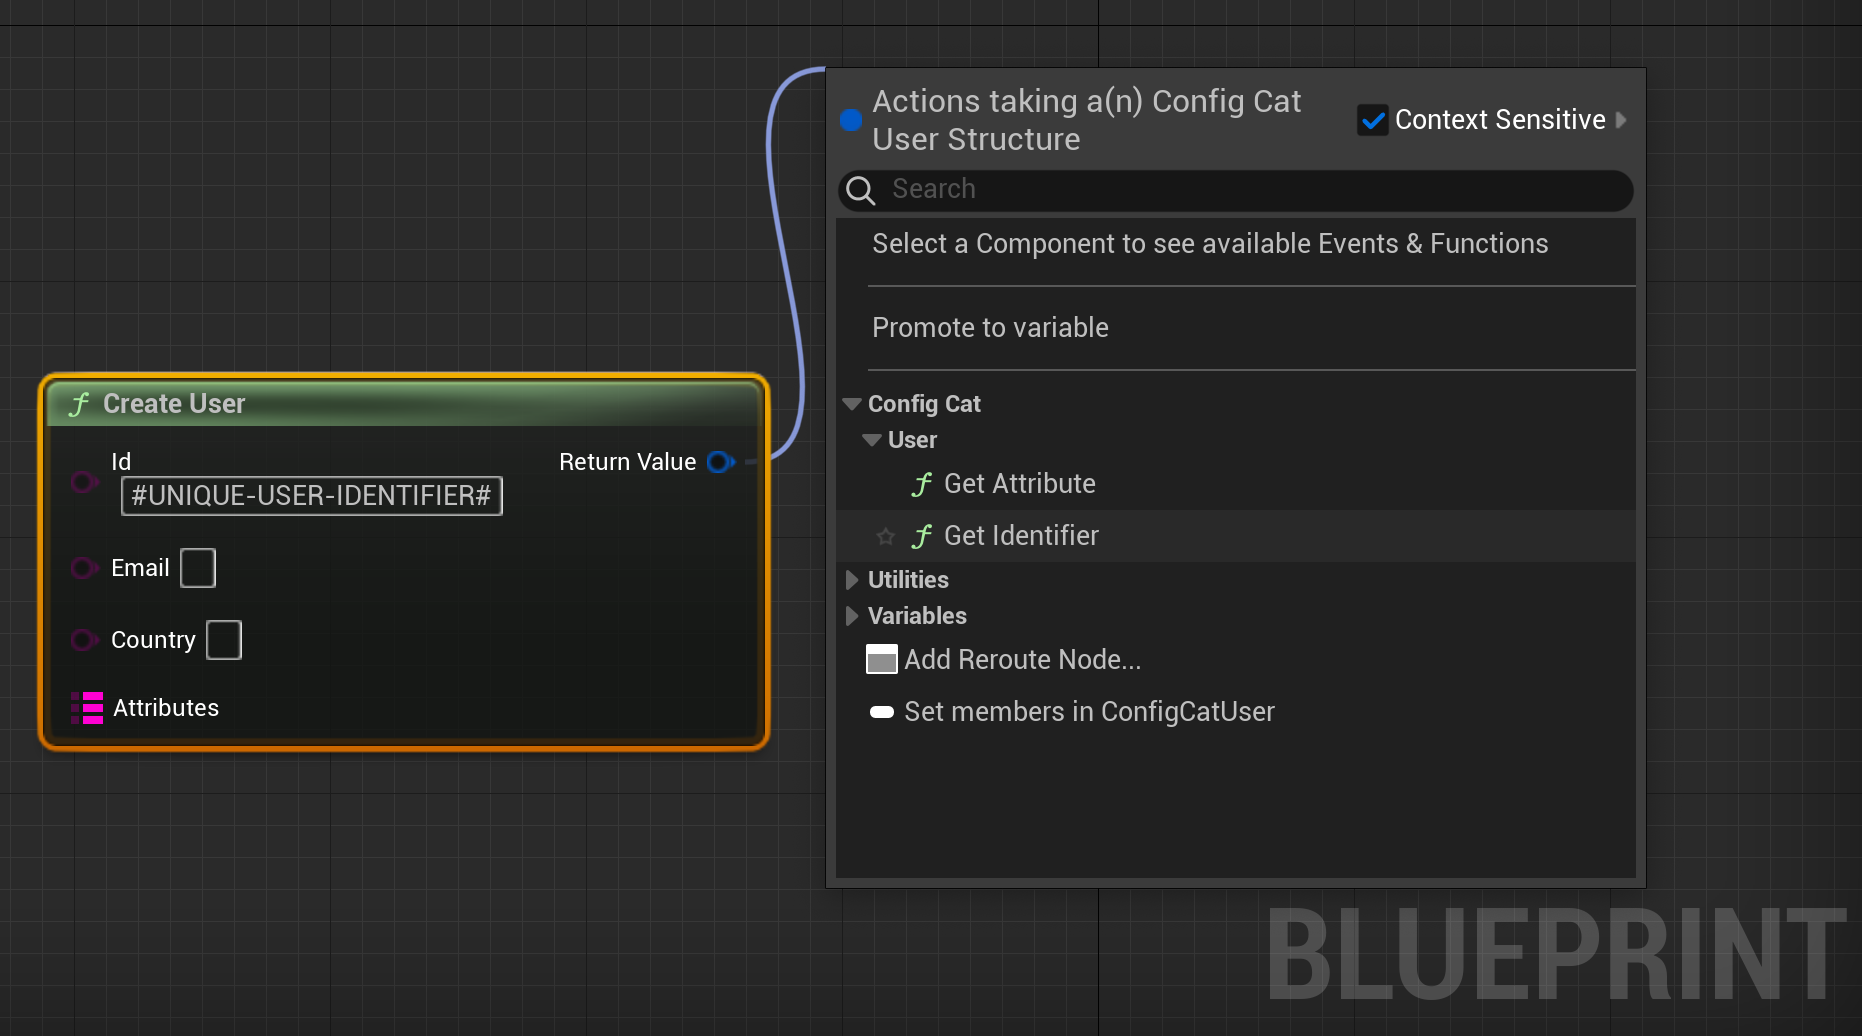 Actions taking a(n) Config Cat
User Structure
Context Sensitive
Search
Select a Component to see available Events & Functions
Promote to variable
Config Cat
User
f Get Attribute
f Get Identifier
Utilities
Variables
Add Reroute Node...
Set members in ConfigCatUser
f Create User
Id
#UNIQUE-USER-IDENTIFIER#
Return Value
Email
Country
Attributes
BLUEPRINT